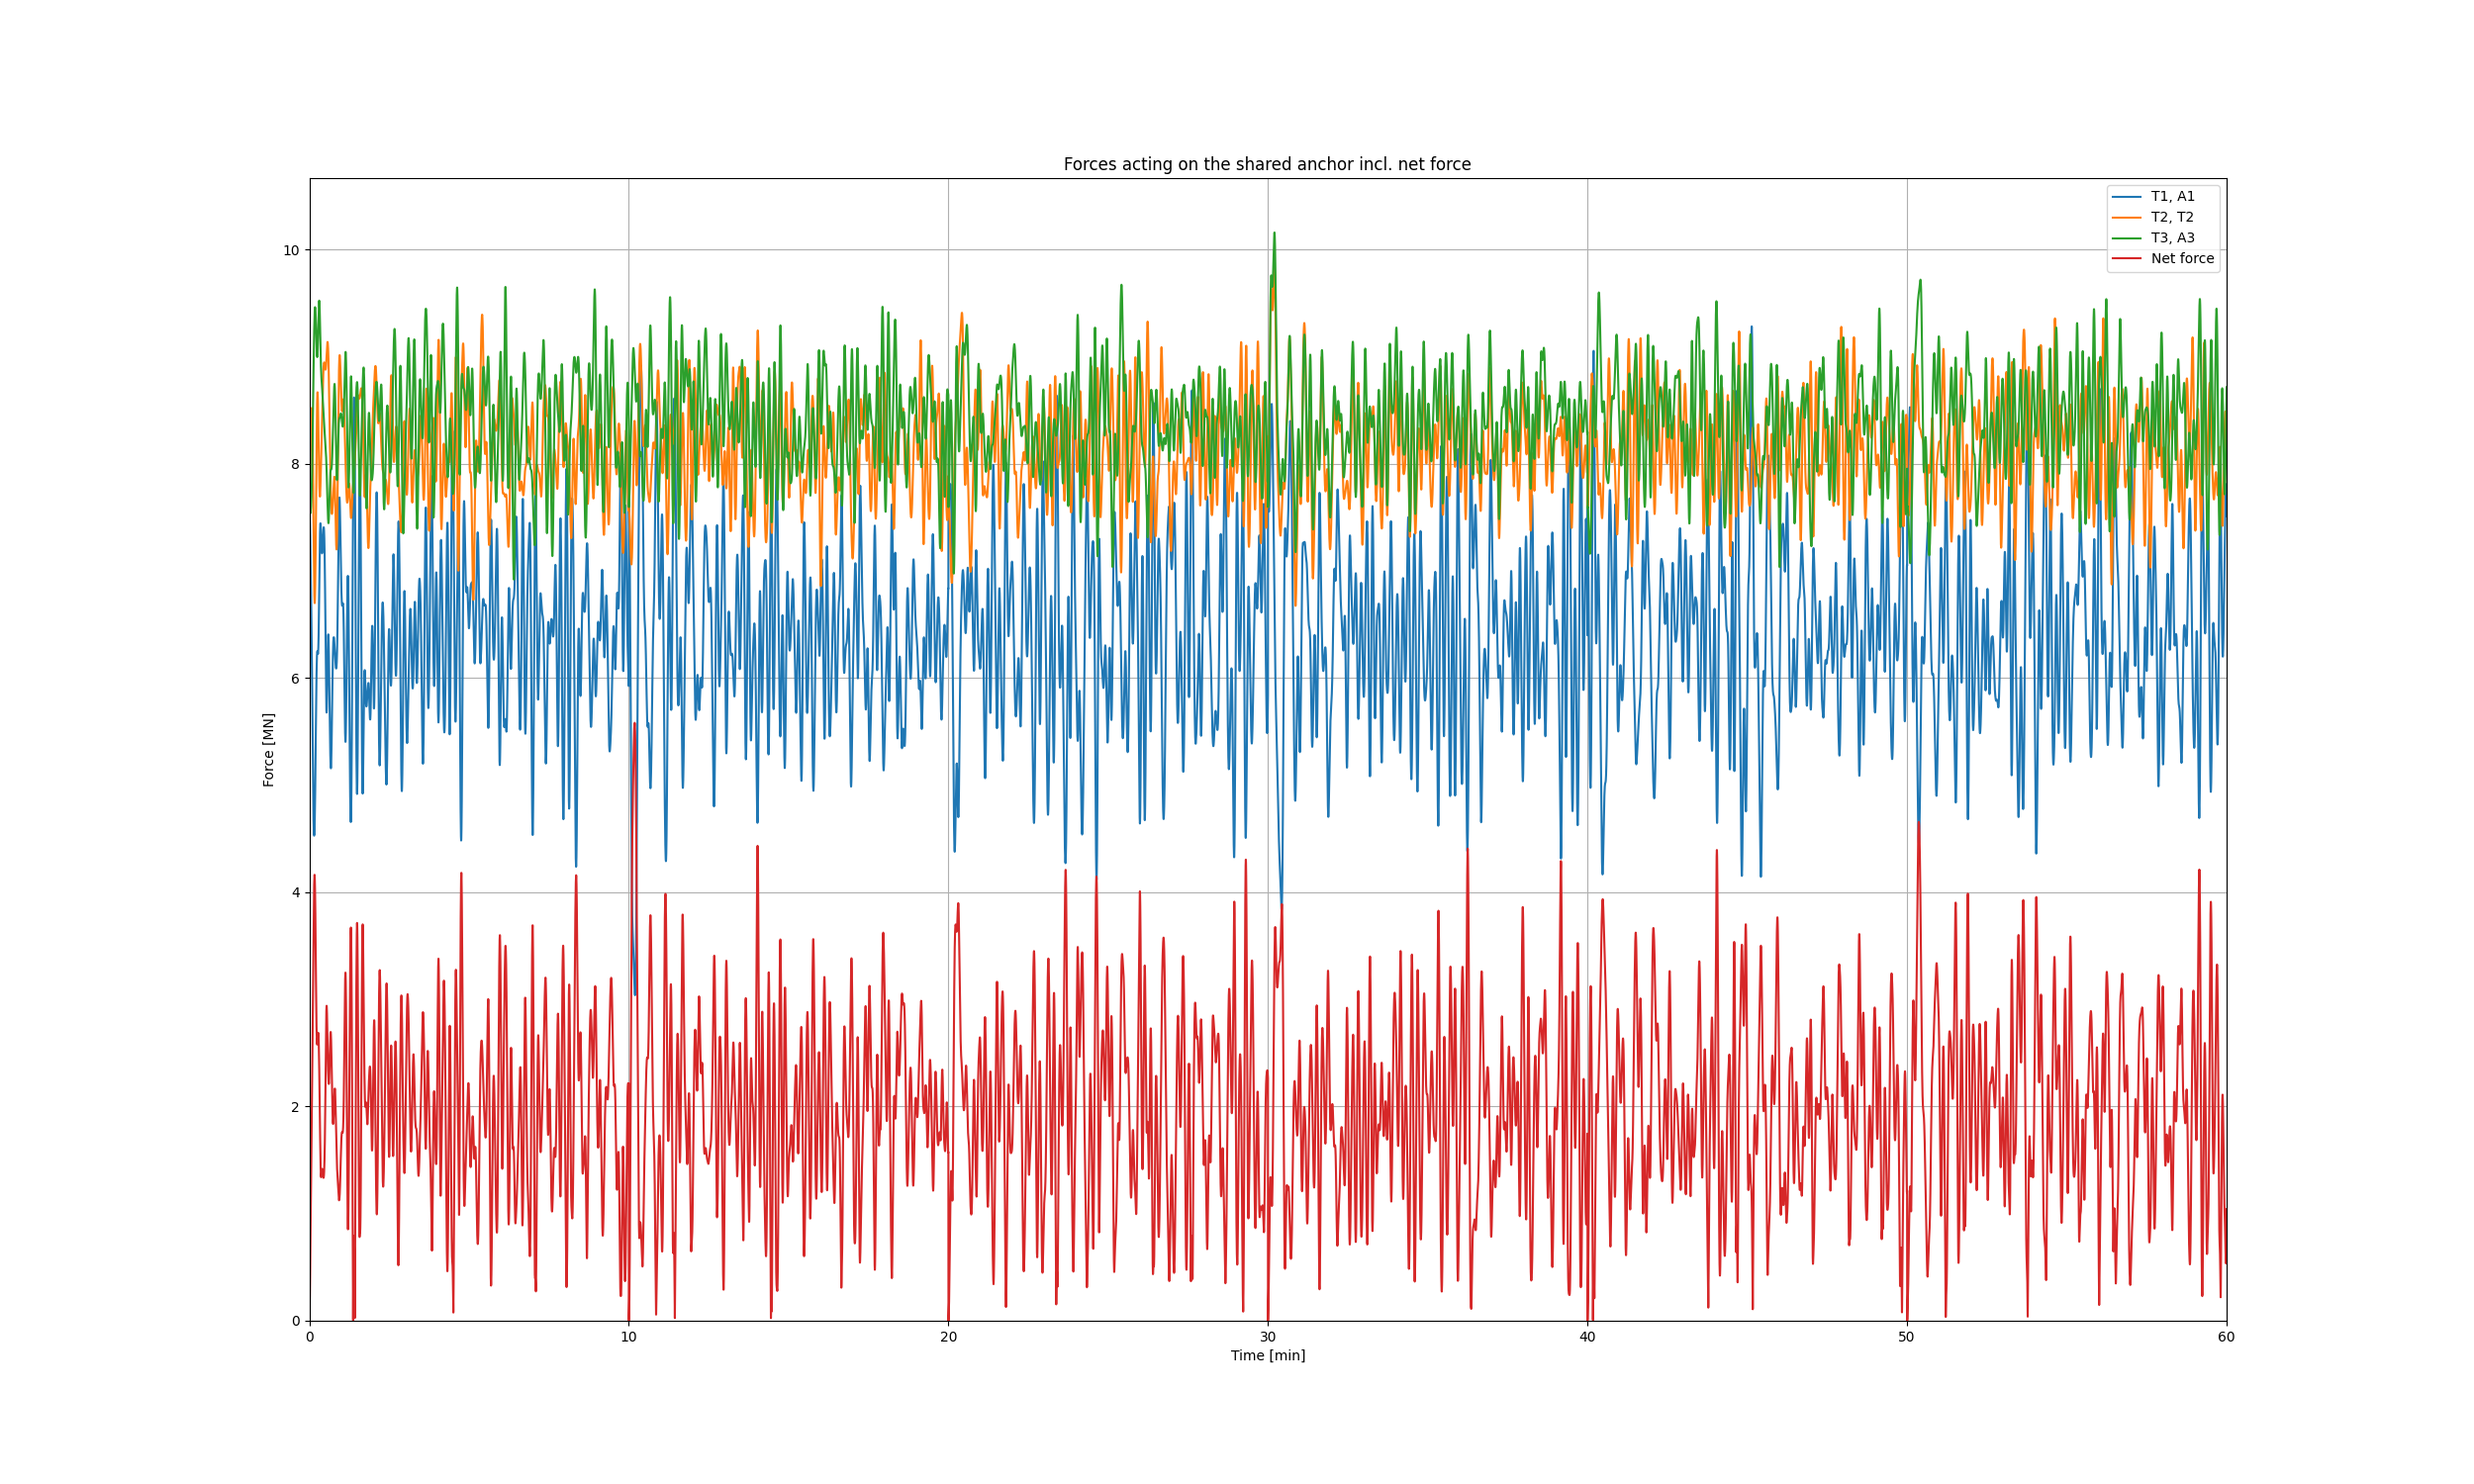 Forces acting on the shared anchor incl. net force
T1, A1
T2, T2
T3, A3
Net force
10
8
6
4
2
0
Force [MN]
0 10 20 30 40 50 60
Time [min]